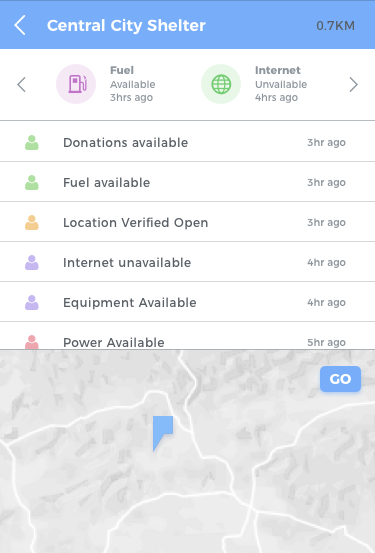 Central City Shelter 0.7KM
Fuel
Available
3hrs ago
Internet
Unvailable
4hrs ago
Donations available 3hr ago
Fuel available 3hr ago
Location Verified Open 3hr ago
Internet unavailable 4hr ago
Equipment Available 4hr ago
Power Available 5hr ago
GO